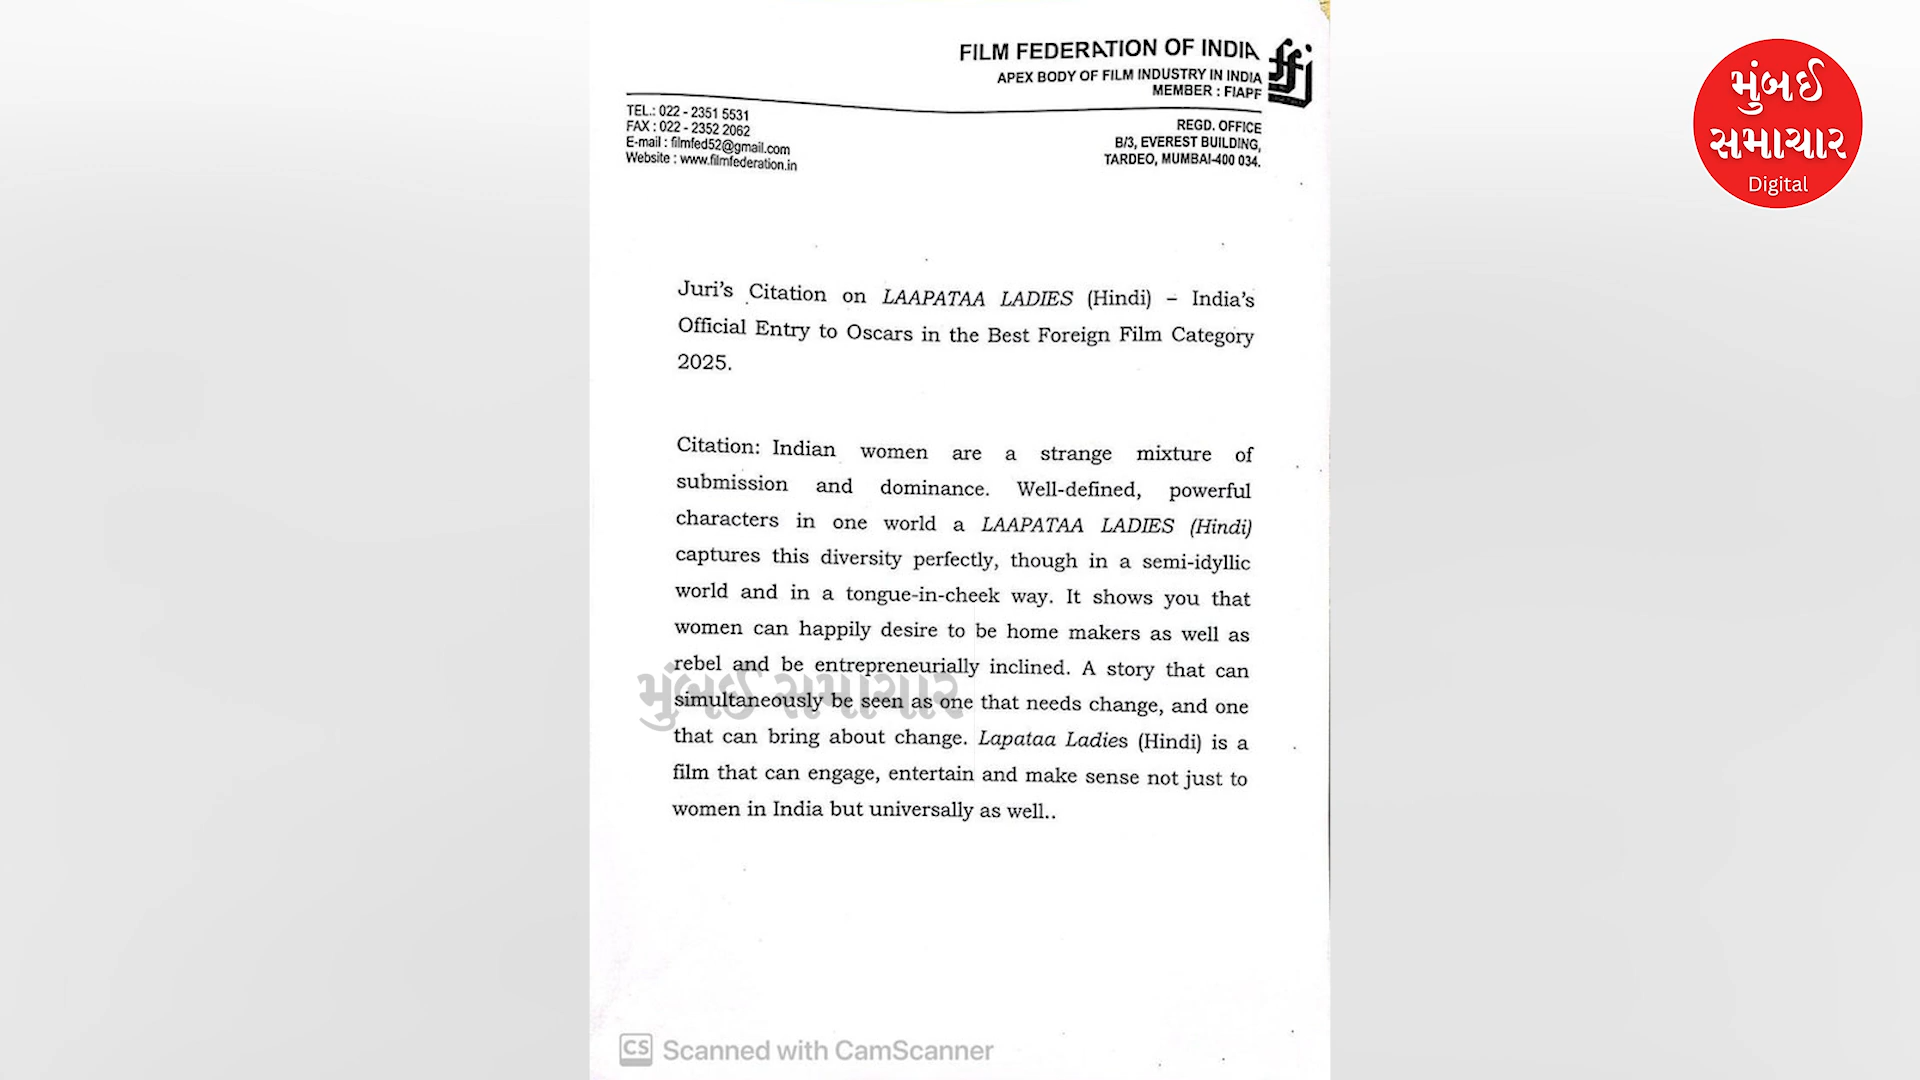 FILM FEDERATION OF INDIA
APEX BODY OF FILM INDUSTRY IN INDIA
MEMBER : FIAPF
ffi
TEL.: 022 - 2351 5531
FAX : 022 - 2352 2062
E-mail : filmfed52@gmail.com
Website : www.filmfederation.in
REGD. OFFICE
B/3, EVEREST BUILDING,
TARDEO, MUMBAI-400 034.
મુંબઈ
સમાચાર
Digital
Juri's Citation on LAAPATAA LADIES (Hindi) – India's
Official Entry to Oscars in the Best Foreign Film Category
2025.
Citation: Indian women are a strange mixture of
submission and dominance. Well-defined, powerful
characters in one world a LAAPATAA LADIES (Hindi)
captures this diversity perfectly, though in a semi-idyllic
world and in a tongue-in-cheek way. It shows you that
women can happily desire to be home makers as well as
rebel and be entrepreneurially inclined. A story that can
simultaneously be seen as one that needs change, and one
that can bring about change. Lapataa Ladies (Hindi) is a
film that can engage, entertain and make sense not just to
women in India but universally as well..
મુંબઈ સમાચાર
CS Scanned with CamScanner